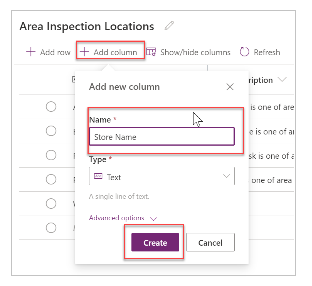 Area Inspection Locations
+ Add row + Add column Show/hide columns Refresh
Add new column
ription
Name *
is one of area
Store Name
e is one of area
Type *
sk is one of area
Text
one of area
A single line of text.
Advanced options
Create Cancel